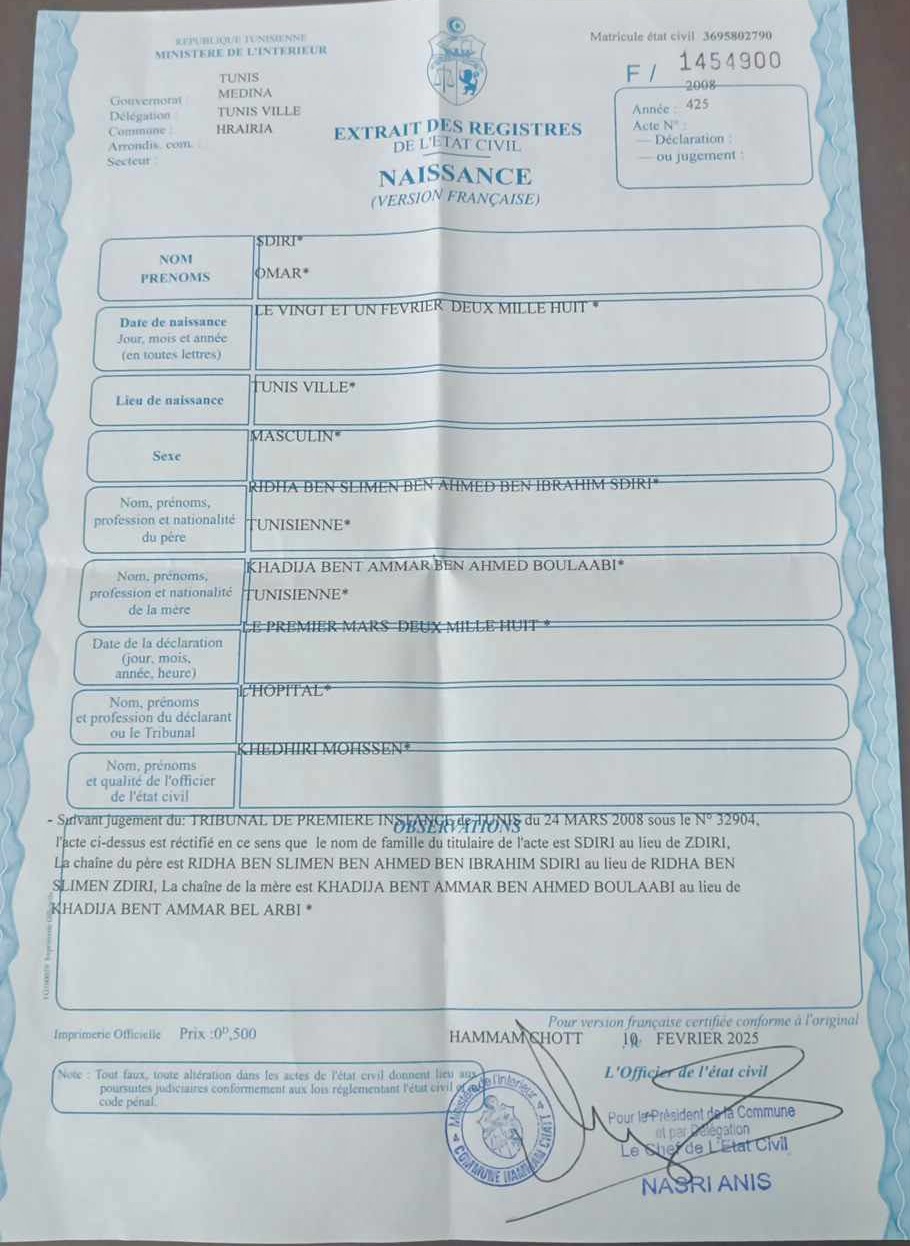 REPUBLIQUE TUNISIENNE
MINISTERE DE L'INTERIEUR
Matricule état civil 3695802790
F / 1454900
Gouvernorat : TUNIS
Délégation : MEDINA
Commune : TUNIS VILLE
Arrondis. com. : HRAIRIA
Secteur :
2008
Année : 425
Acte N° :
— Déclaration :
— ou jugement :
EXTRAIT DES REGISTRES
DE L'ETAT CIVIL
NAISSANCE
(VERSION FRANÇAISE)
NOM
PRENOMS
SDIRI*
OMAR*
Date de naissance
Jour, mois et année
(en toutes lettres)
LE VINGT ET UN FEVRIER DEUX MILLE HUIT *
Lieu de naissance
TUNIS VILLE*
Sexe
MASCULIN*
Nom, prénoms,
profession et nationalité
du père
RIDHA BEN SLIMEN BEN AHMED BEN IBRAHIM SDIRI*
TUNISIENNE*
Nom, prénoms,
profession et nationalité
de la mère
KHADIJA BENT AMMAR BEN AHMED BOULAABI*
TUNISIENNE*
Date de la déclaration
(jour, mois,
année, heure)
LE PREMIER MARS DEUX MILLE HUIT *
Nom, prénoms
et profession du déclarant
ou le Tribunal
L'HOPITAL*
Nom, prénoms
et qualité de l'officier
de l'état civil
KHEDHIRI MOHSSEN*
OBSERVATIONS
- Suivant jugement du: TRIBUNAL DE PREMIERE INSTANCE de TUNIS du 24 MARS 2008 sous le N° 32904,
l'acte ci-dessus est réctifié en ce sens que le nom de famille du titulaire de l'acte est SDIRI au lieu de ZDIRI,
La chaîne du père est RIDHA BEN SLIMEN BEN AHMED BEN IBRAHIM SDIRI au lieu de RIDHA BEN
SLIMEN ZDIRI, La chaîne de la mère est KHADIJA BENT AMMAR BEN AHMED BOULAABI au lieu de
KHADIJA BENT AMMAR BEL ARBI *
Imprimerie Officielle Prix :0ᴰ,500
Pour version française certifiée conforme à l'original
HAMMAM CHOTT 10 FEVRIER 2025
Note : Tout faux, toute altération dans les actes de l'état civil donnent lieu aux
poursuites judiciaires conformement aux lois réglementant l'état civil et le
code pénal.
L'Officier de l'état civil
Pour le Président de la Commune
et par Délégation
Le Chef de L'Etat Civil
NASRI ANIS
Ministère de l'Interieur
COMMUNE HAMMAM CHATT